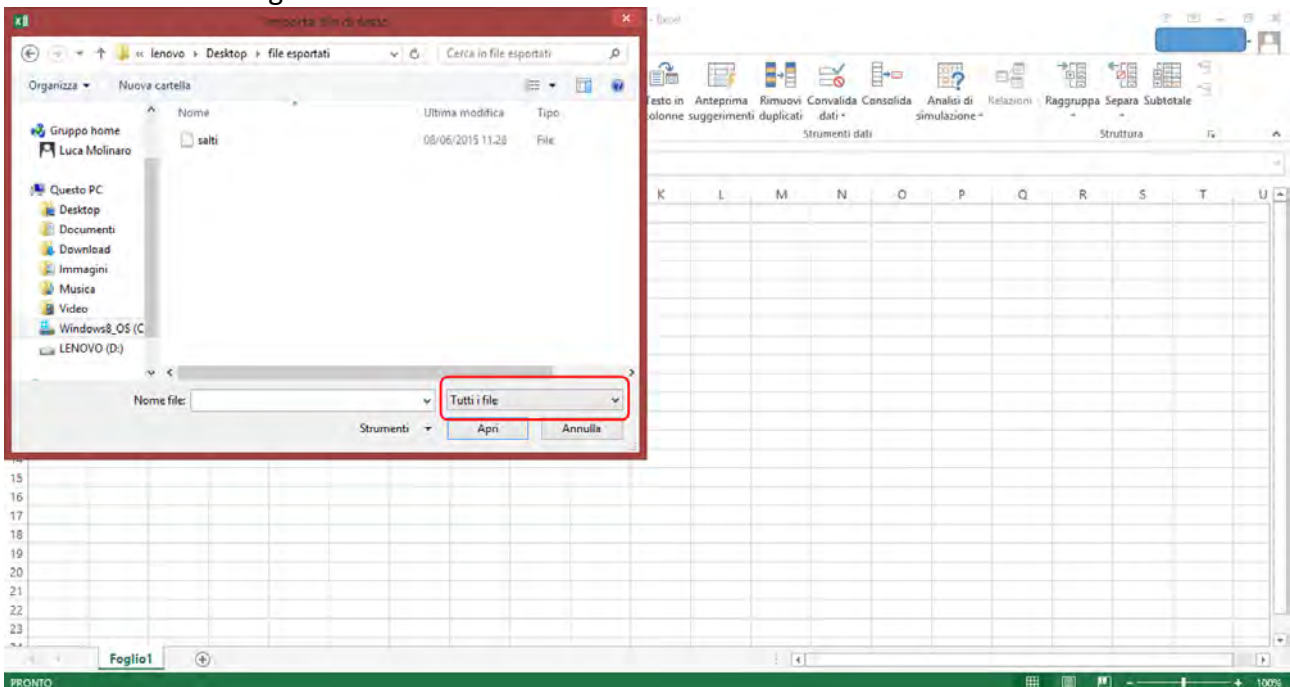 Importa file di testo
- Excel
« lenovo › Desktop › file esportati
Cerca in file esportati
Organizza
Nuova cartella
Nome
Ultima modifica
Tipo
Gruppo home
Luca Molinaro
salti
08/06/2015 11.28
File
Questo PC
Desktop
Documenti
Download
Immagini
Musica
Video
Windows8_OS (C
LENOVO (D:)
Nome file:
Tutti i file
Strumenti
Apri
Annulla
Testo in colonne
Anteprima suggerimenti
Rimuovi duplicati
Convalida dati
Consolida
Analisi di simulazione
Relazioni
Raggruppa
Separa
Subtotale
Strumenti dati
Struttura
K L M N O P Q R S T U
15
16
17
18
19
20
21
22
23
Foglio1
PRONTO
100%